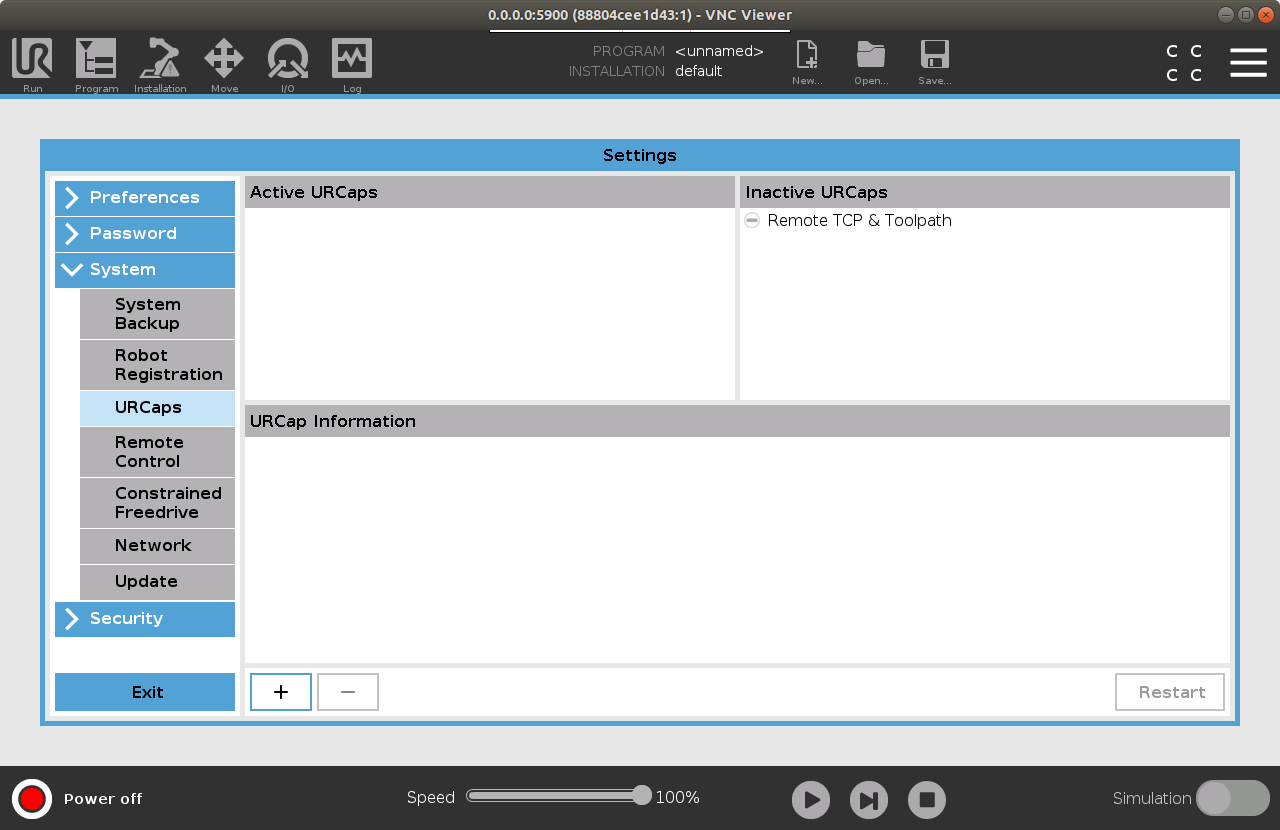 0.0.0.0:5900 (88804cee1d43:1) - VNC Viewer
UR
Run
Program
Installation
Move
I/O
Log
PROGRAM <unnamed>
INSTALLATION default
New...
Open...
Save...
C C
C C
Settings
Preferences
Password
System
System
Backup
Robot
Registration
URCaps
Remote
Control
Constrained
Freedrive
Network
Update
Security
Exit
Active URCaps
Inactive URCaps
Remote TCP & Toolpath
URCap Information
+
−
Restart
Power off
Speed
100%
Simulation